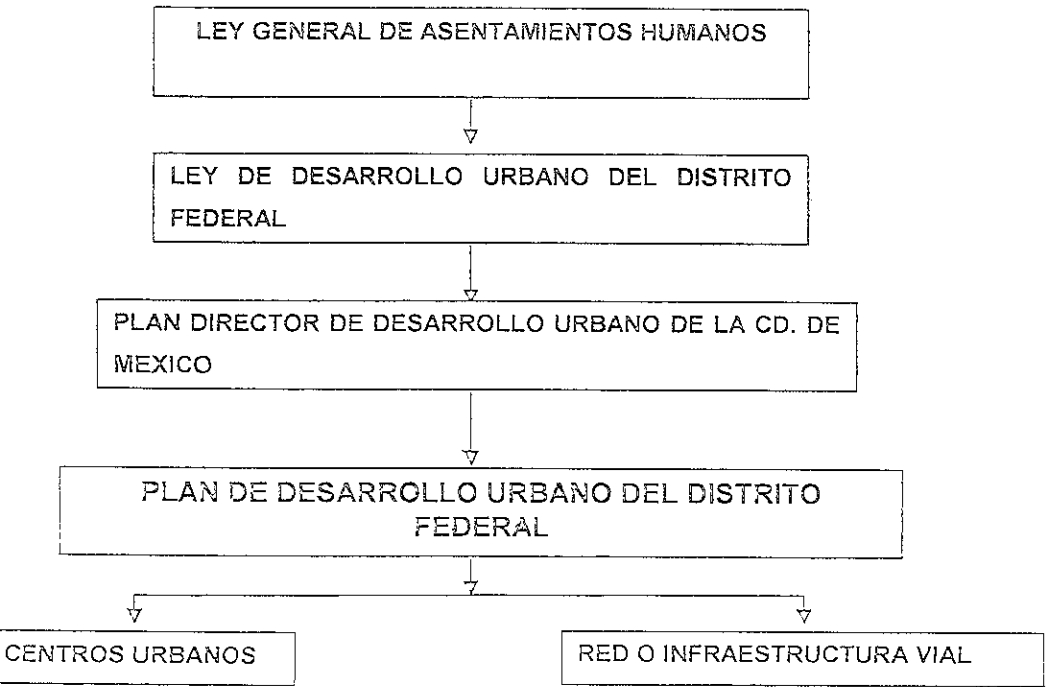 LEY GENERAL DE ASENTAMIENTOS HUMANOS
LEY DE DESARROLLO URBANO DEL DISTRITO
FEDERAL
PLAN DIRECTOR DE DESARROLLO URBANO DE LA CD. DE
MEXICO
PLAN DE DESARROLLO URBANO DEL DISTRITO
FEDERAL
CENTROS URBANOS
RED O INFRAESTRUCTURA VIAL